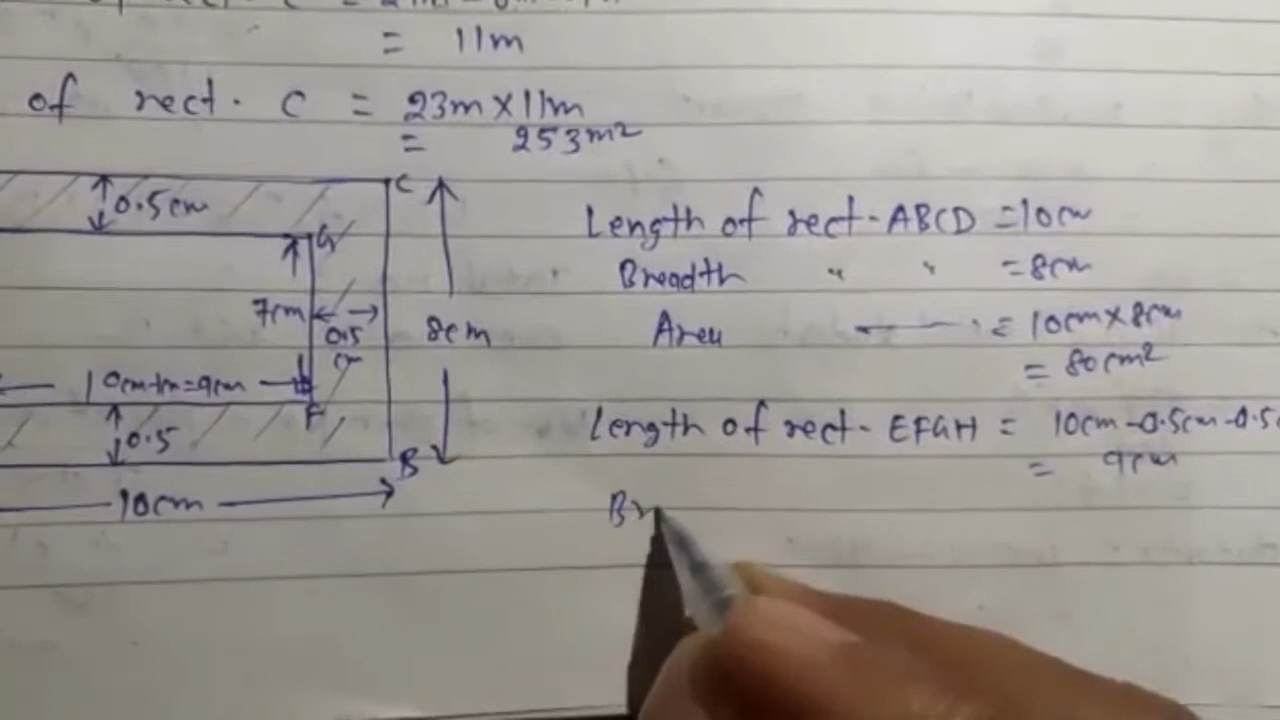 = 11m
of rect. C = 23m×11m
= 253m²
C
0.5cm
G
Length of rect. ABCD = 10cm
Breadth " " = 8cm
7cm
0.5
8cm
Area = 10cm×8cm
= 80cm²
10cm-1cm=9cm
F
0.5
Length of rect. EFGH = 10cm-0.5cm-0.5
= 9cm
B
10cm
Br